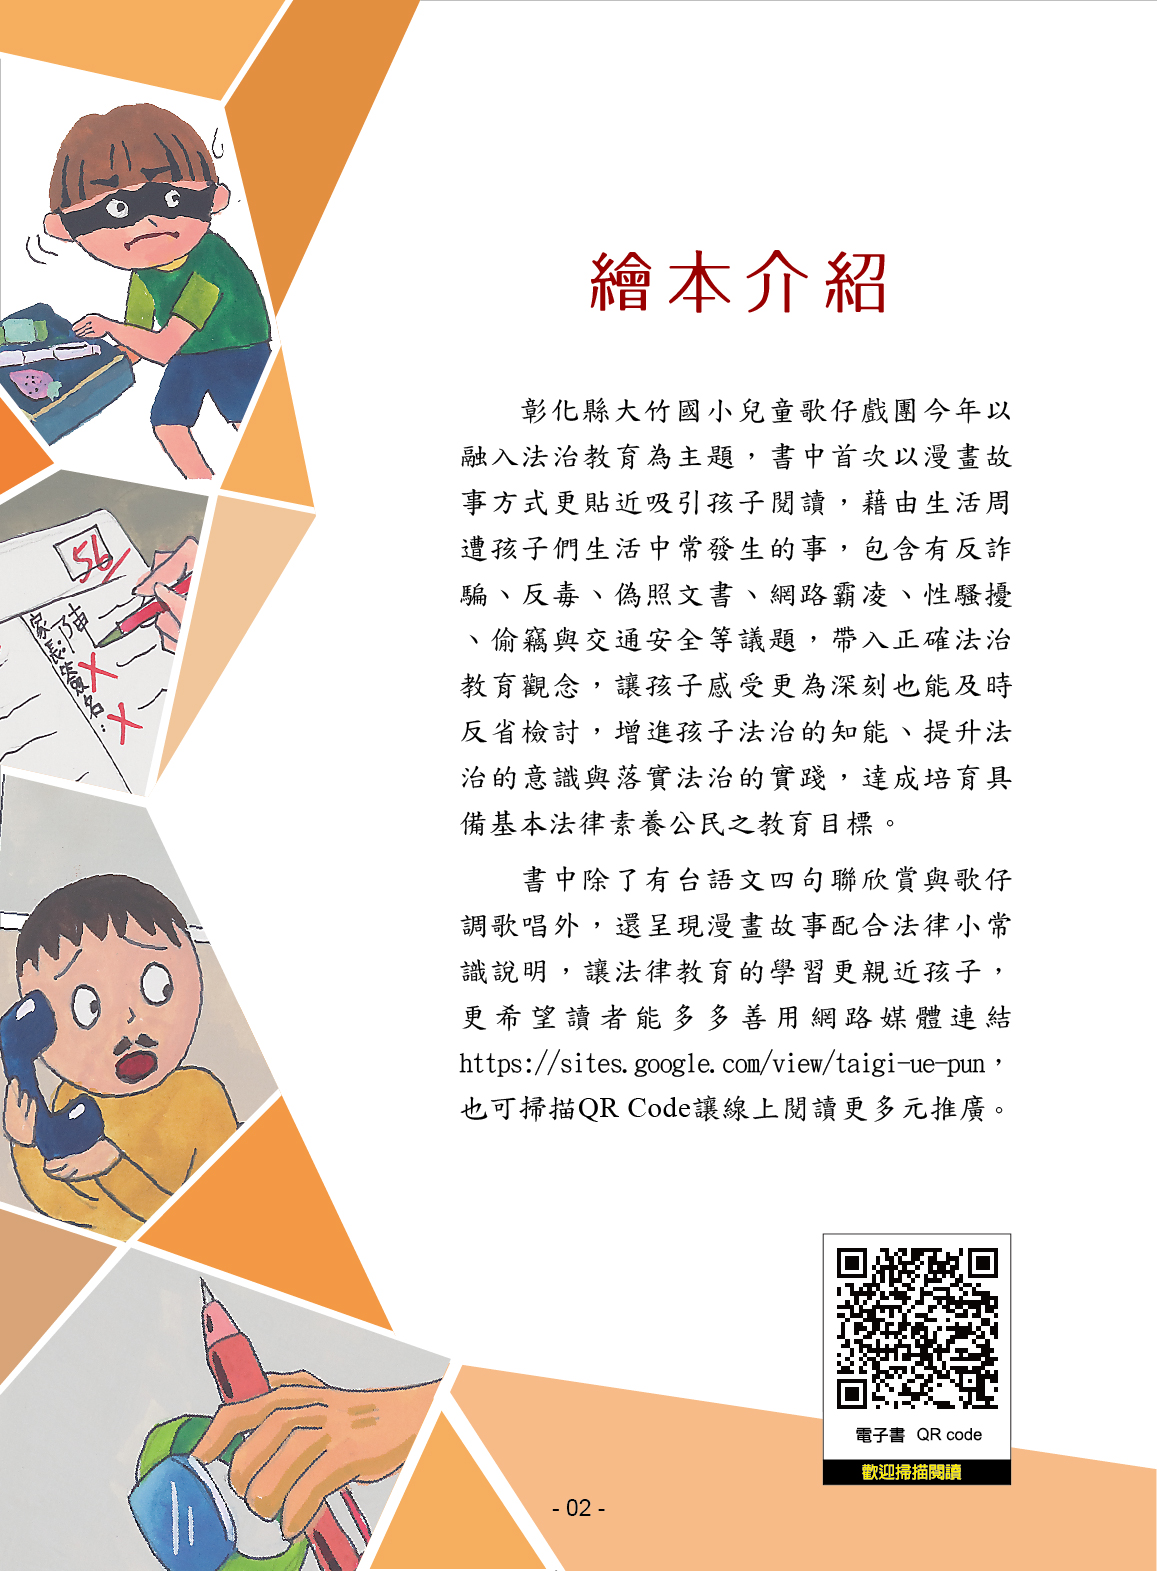 繪本介紹
彰化縣大竹國小兒童歌仔戲團今年以
融入法治教育為主題，書中首次以漫畫故
事方式更貼近吸引孩子閱讀，藉由生活周
遭孩子們生活中常發生的事，包含有反詐
騙、反毒、偽照文書、網路霸凌、性騷擾
、偷竊與交通安全等議題，帶入正確法治
教育觀念，讓孩子感受更為深刻也能及時
反省檢討，增進孩子法治的知能、提升法
治的意識與落實法治的實踐，達成培育具
備基本法律素養公民之教育目標。
書中除了有台語文四句聯欣賞與歌仔
調歌唱外，還呈現漫畫故事配合法律小常
識說明，讓法律教育的學習更親近孩子，
更希望讀者能多多善用網路媒體連結
https://sites.google.com/view/taigi-ue-pun，
也可掃描QR Code讓線上閱讀更多元推廣。
56
家長簽名：
陣
電子書 QR code
歡迎掃描閱讀
- 02 -